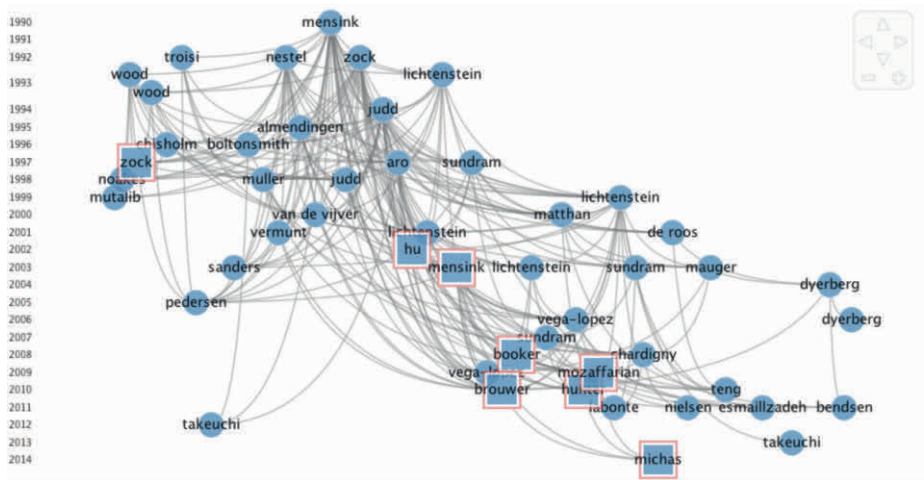 1990 mensink
1991
1992 troisi nestel zock
1993 wood lichtenstein
wood
1994 judd
1995 almendingen
1996 chisholm boltonsmith
1997 zock aro sundram
1998 noakes muller judd
1999 mutalib lichtenstein
2000 van de vijver matthan
2001 vermunt lichtenstein de roos
2002 hu
2003 sanders mensink lichtenstein sundram mauger
2004 dyerberg
2005 pedersen
2006 vega-lopez dyerberg
2007 sundram
2008 booker chardigny
2009 mozaffarian
2010 brouwer hunter teng
2011 labonte nielsen esmaillzadeh bendsen
2012 takeuchi
2013 takeuchi
2014 michas